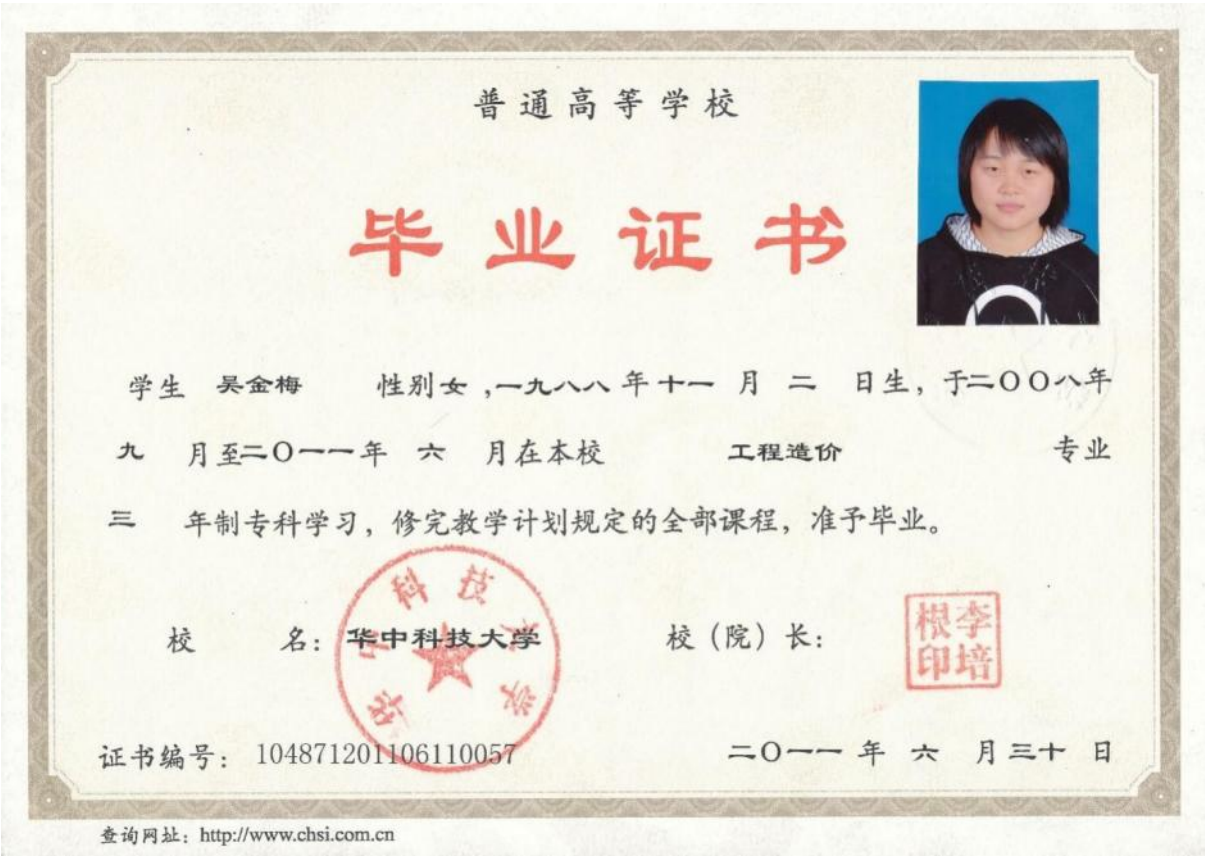 普通高等学校
毕业证书
学生 吴金梅 性别女,一九八八年十一月二日生，于二〇〇八年
九月至二〇一一年六月在本校 工程造价 专业
三年制专科学习，修完教学计划规定的全部课程，准予毕业。
华中科技大学
校 名：华中科技大学 校（院）长：
李培根印
证书编号：104871201106110057 二〇一一年六月三十日
查询网址：http://www.chsi.com.cn